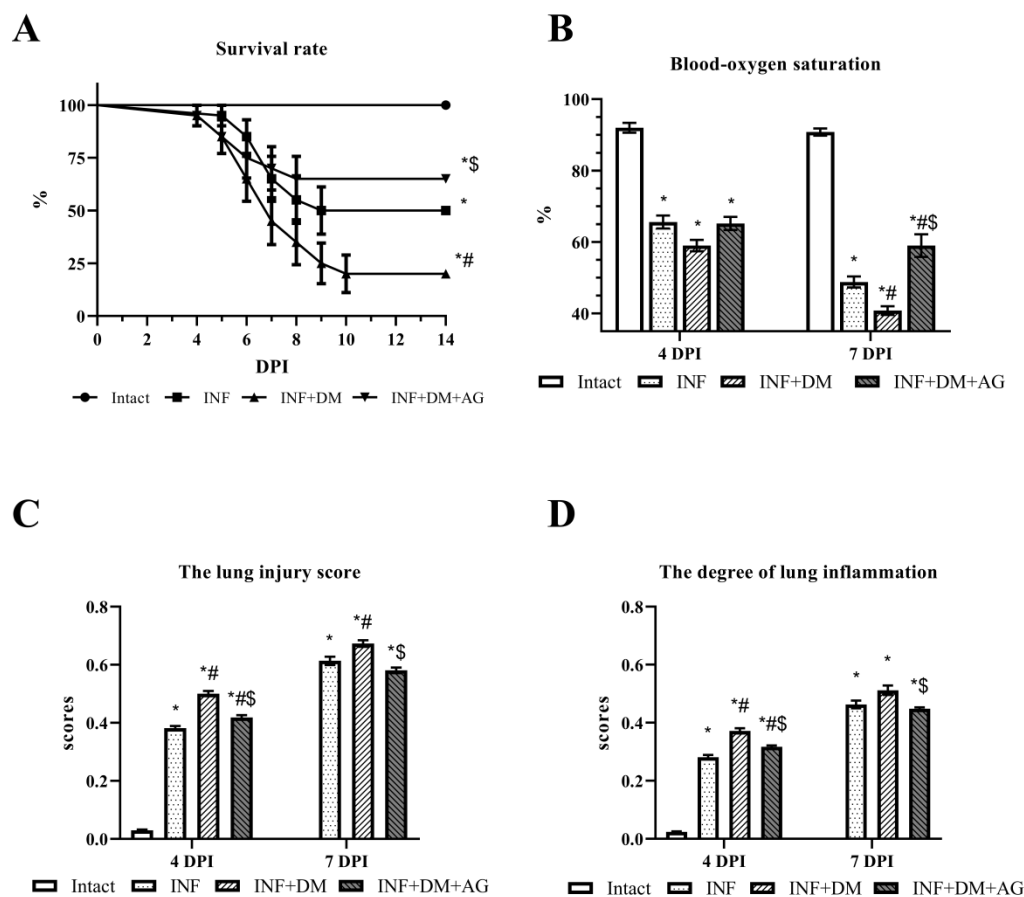 A
Survival rate
100
75
50
25
0
%
*$
*
*#
0 2 4 6 8 10 12 14
DPI
Intact INF INF+DM INF+DM+AG
B
Blood-oxygen saturation
100
80
60
40
%
* * *
* *# *#$
4 DPI 7 DPI
Intact INF INF+DM INF+DM+AG
C
The lung injury score
0.8
0.6
0.4
0.2
0.0
scores
* *# *#$
* *# *$
4 DPI 7 DPI
Intact INF INF+DM INF+DM+AG
D
The degree of lung inflammation
0.8
0.6
0.4
0.2
0.0
scores
* *# *#$
* * *$
4 DPI 7 DPI
Intact INF INF+DM INF+DM+AG